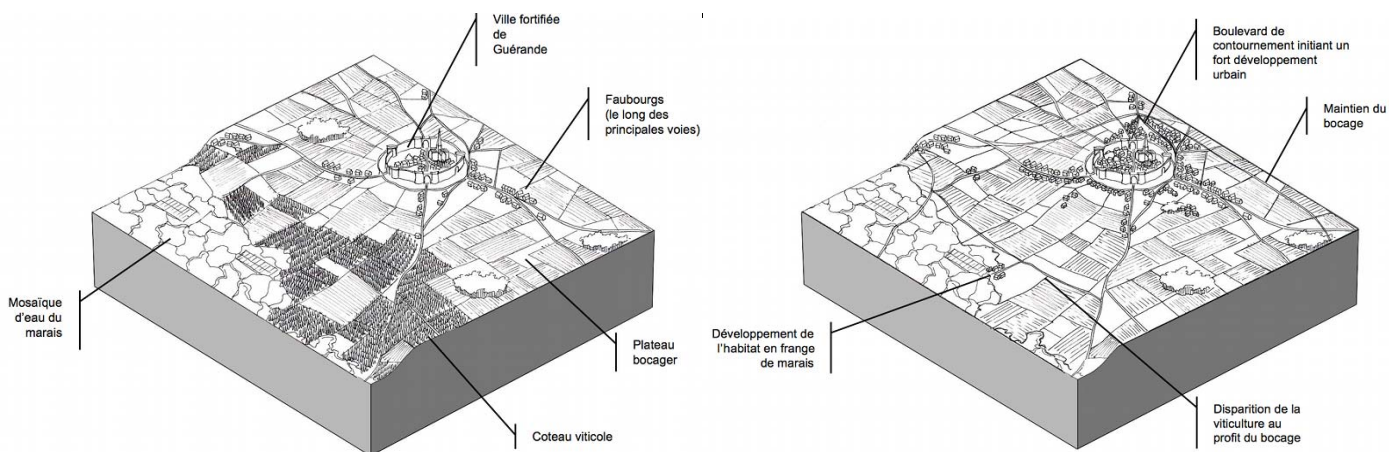 Ville fortifiée
de
Guérande
Faubourgs
(le long des
principales voies)
Mosaïque
d'eau du
marais
Plateau
bocager
Coteau viticole
Boulevard de
contournement initiant un
fort développement
urbain
Maintien du
bocage
Développement de
l'habitat en frange
de marais
Disparition de la
viticulture au
profit du bocage